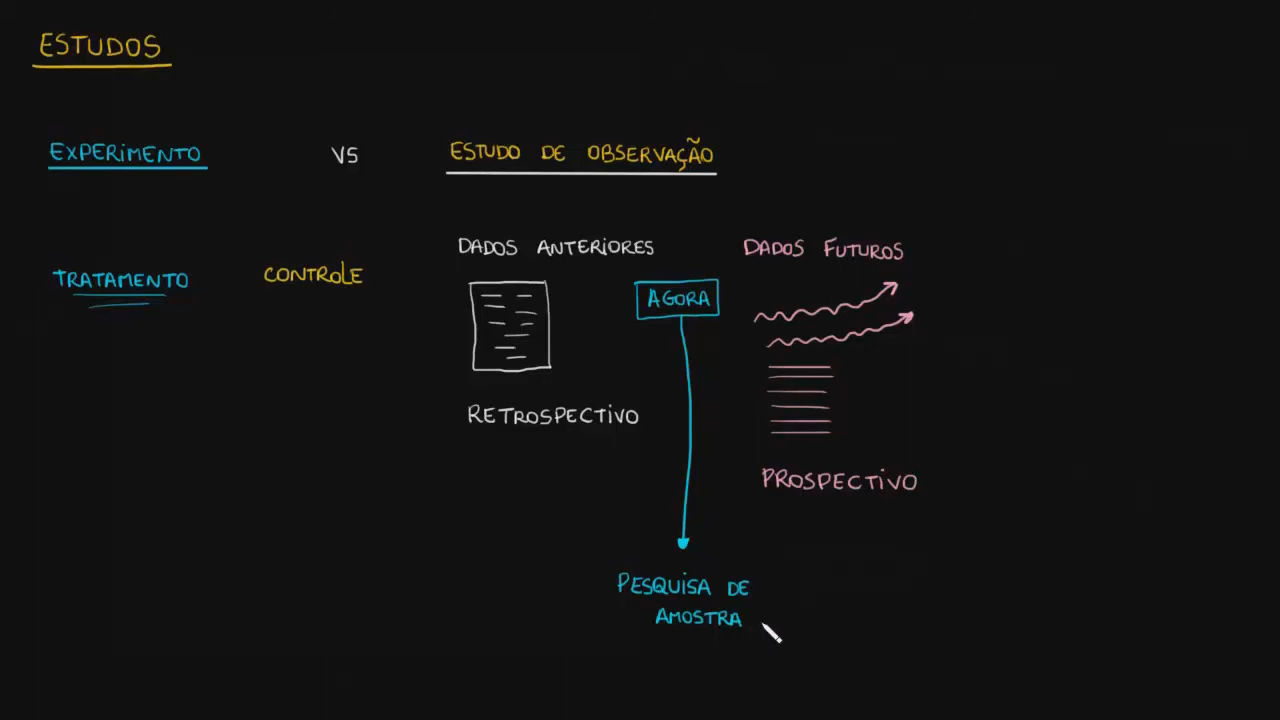 ESTUDOS
EXPERIMENTO VS ESTUDO DE OBSERVAÇÃO
DADOS ANTERIORES DADOS FUTUROS
TRATAMENTO CONTROLE
AGORA
RETROSPECTIVO
PROSPECTIVO
PESQUISA DE
AMOSTRA